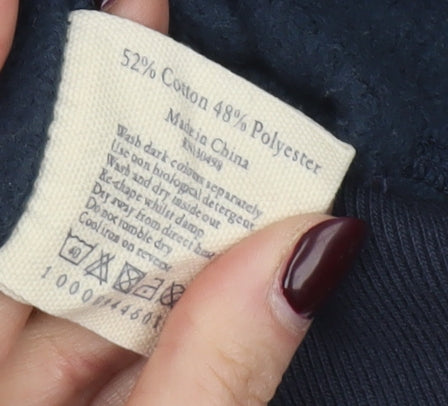 52% Cotton 48% Polyester
Made in China
Wash dark colours separately
Use non biological detergent
Wash and dry inside out
Re-shape whilst damp
Dry away from direct heat
Do not tumble dry
Cool iron on reverse
40